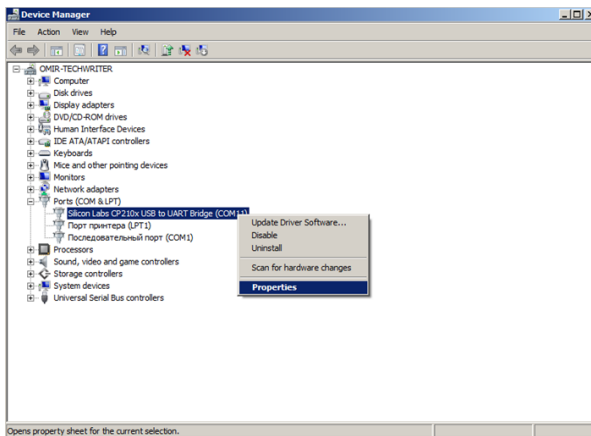 Device Manager
File Action View Help
OMIR-TECHWRITER
Computer
Disk drives
Display adapters
DVD/CD-ROM drives
Human Interface Devices
IDE ATA/ATAPI controllers
Keyboards
Mice and other pointing devices
Monitors
Network adapters
Ports (COM & LPT)
Silicon Labs CP210x USB to UART Bridge (COM11)
Порт принтера (LPT1)
Последовательный порт (COM1)
Processors
Sound, video and game controllers
Storage controllers
System devices
Universal Serial Bus controllers
Update Driver Software...
Disable
Uninstall
Scan for hardware changes
Properties
Opens property sheet for the current selection.